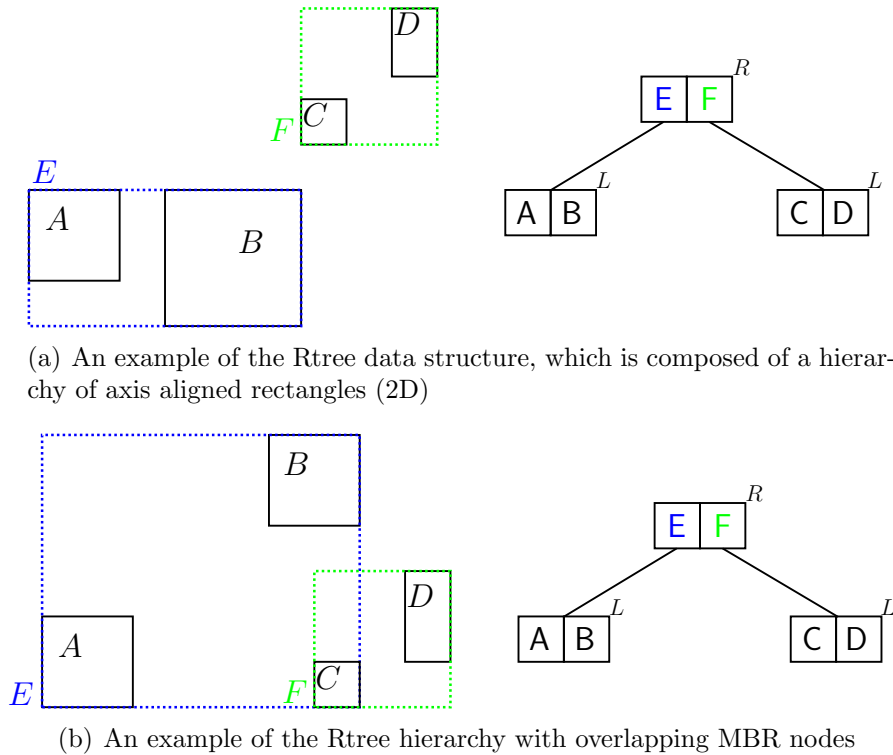 D
C
F
E
A
B
R
E F
L
A B
L
C D
(a) An example of the Rtree data structure, which is composed of a hierar-
chy of axis aligned rectangles (2D)
B
D
A
C
E
F
R
E F
L
A B
L
C D
(b) An example of the Rtree hierarchy with overlapping MBR nodes